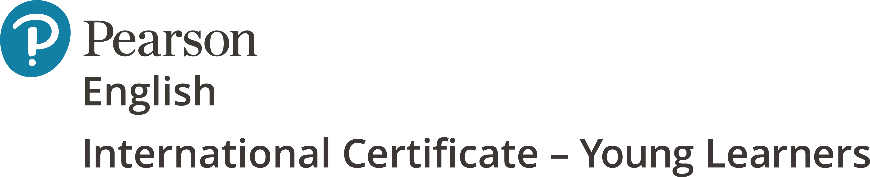 Pearson
English
International Certificate – Young Learners